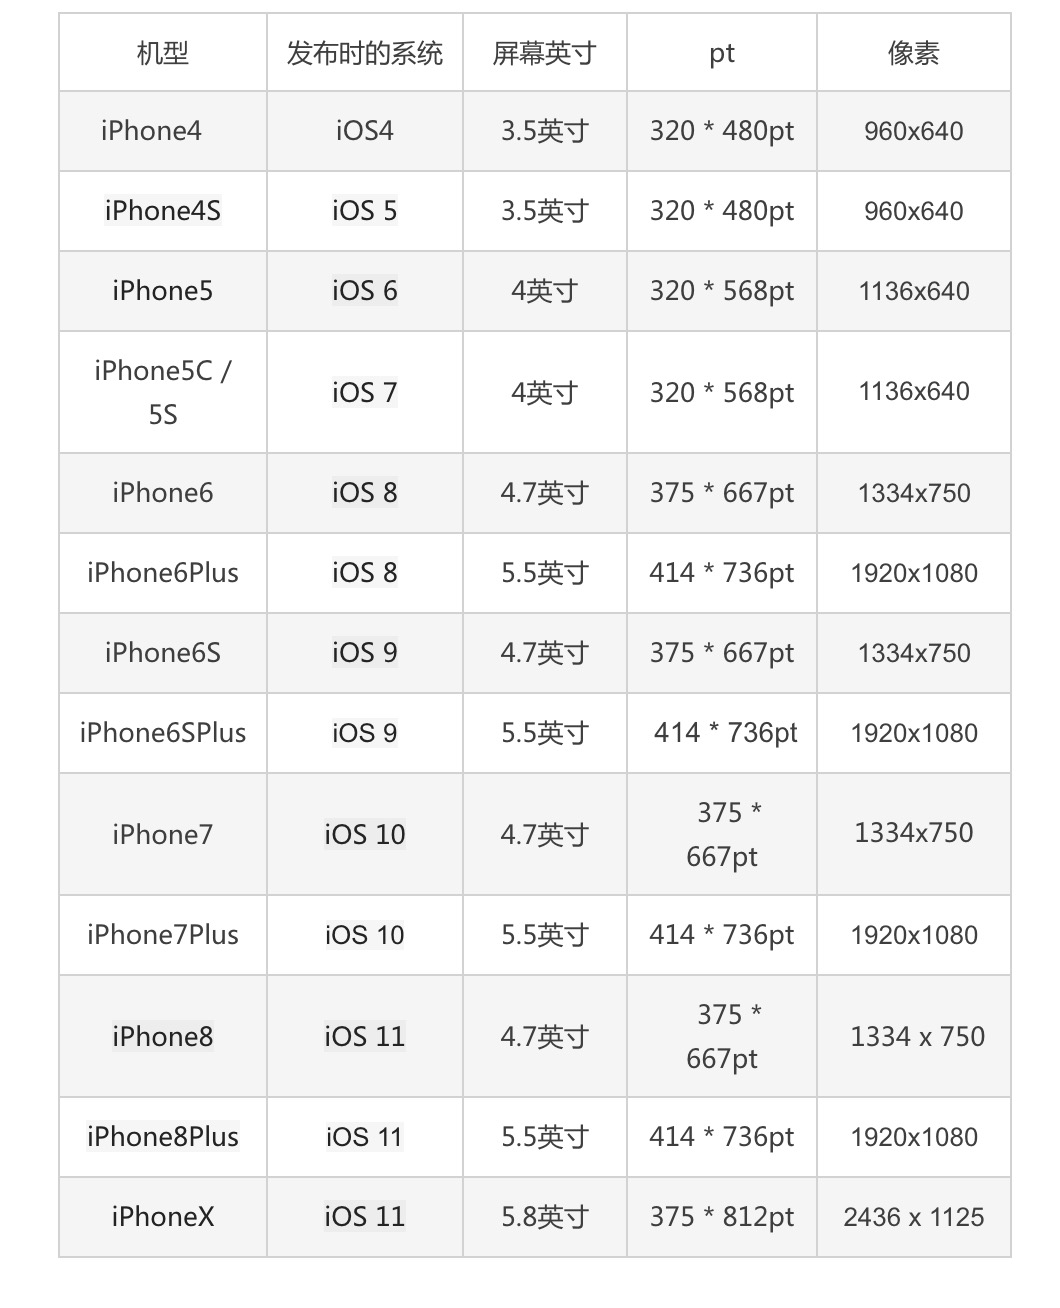 机型 发布时的系统 屏幕英寸 pt 像素
iPhone4 iOS4 3.5英寸 320 * 480pt 960x640
iPhone4S iOS 5 3.5英寸 320 * 480pt 960x640
iPhone5 iOS 6 4英寸 320 * 568pt 1136x640
iPhone5C /
5S iOS 7 4英寸 320 * 568pt 1136x640
iPhone6 iOS 8 4.7英寸 375 * 667pt 1334x750
iPhone6Plus iOS 8 5.5英寸 414 * 736pt 1920x1080
iPhone6S iOS 9 4.7英寸 375 * 667pt 1334x750
iPhone6SPlus iOS 9 5.5英寸 414 * 736pt 1920x1080
iPhone7 iOS 10 4.7英寸 375 *
667pt 1334x750
iPhone7Plus iOS 10 5.5英寸 414 * 736pt 1920x1080
iPhone8 iOS 11 4.7英寸 375 *
667pt 1334 x 750
iPhone8Plus iOS 11 5.5英寸 414 * 736pt 1920x1080
iPhoneX iOS 11 5.8英寸 375 * 812pt 2436 x 1125